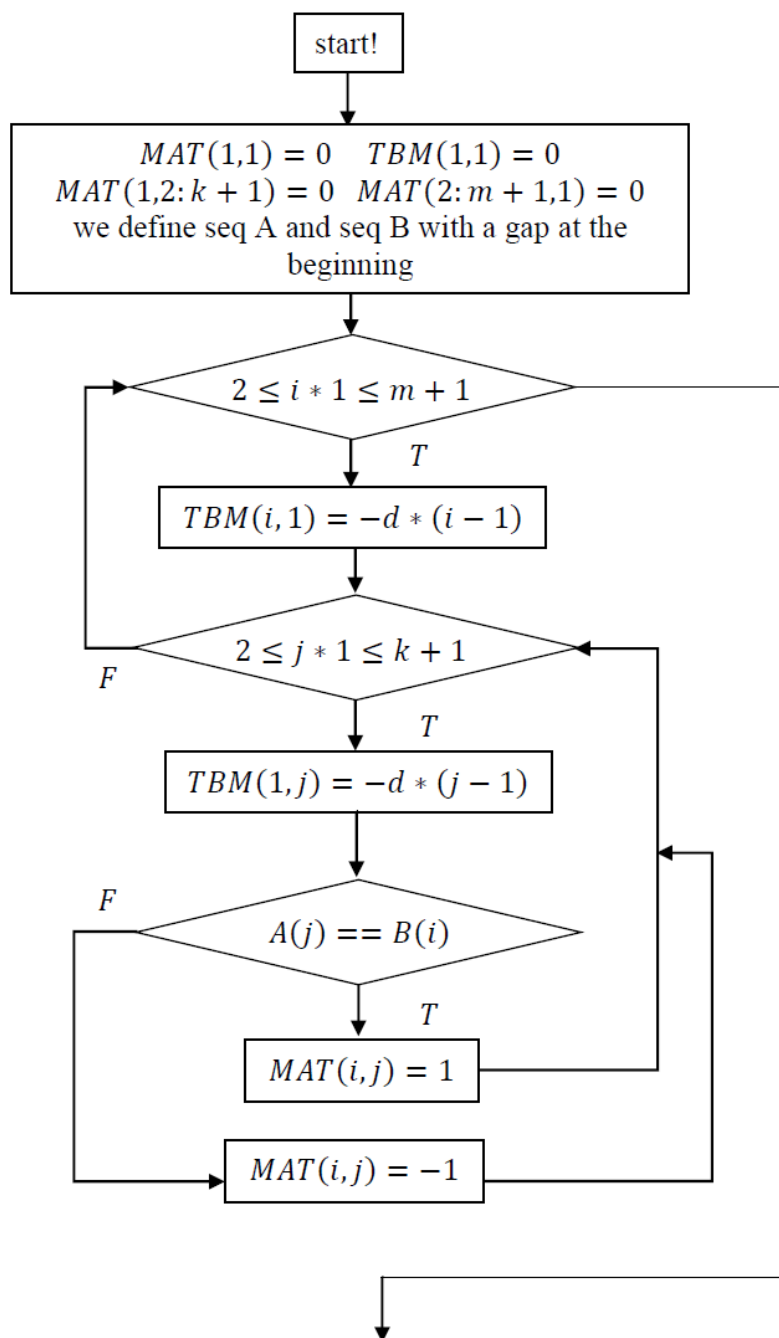 start!
MAT(1,1) = 0 TBM(1,1) = 0
MAT(1,2: k + 1) = 0 MAT(2: m + 1,1) = 0
we define seq A and seq B with a gap at the
beginning
2 ≤ i * 1 ≤ m + 1
T
TBM(i, 1) = −d * (i − 1)
2 ≤ j * 1 ≤ k + 1
F
T
TBM(1, j) = −d * (j − 1)
F
A(j) == B(i)
T
MAT(i, j) = 1
MAT(i, j) = −1